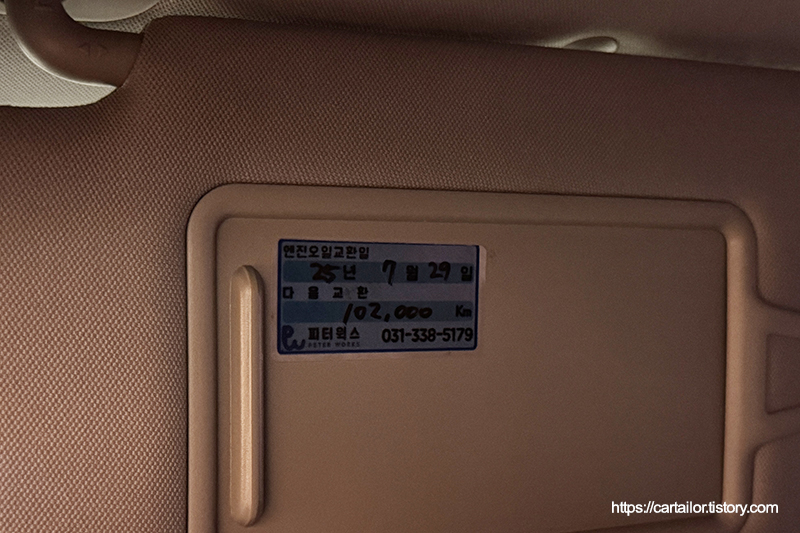 엔진오일교환일
25년 7월 29일
다음교환
102,000 Km
피터웍스 031-338-5179
PETER WORKS
https://cartailor.tistory.com